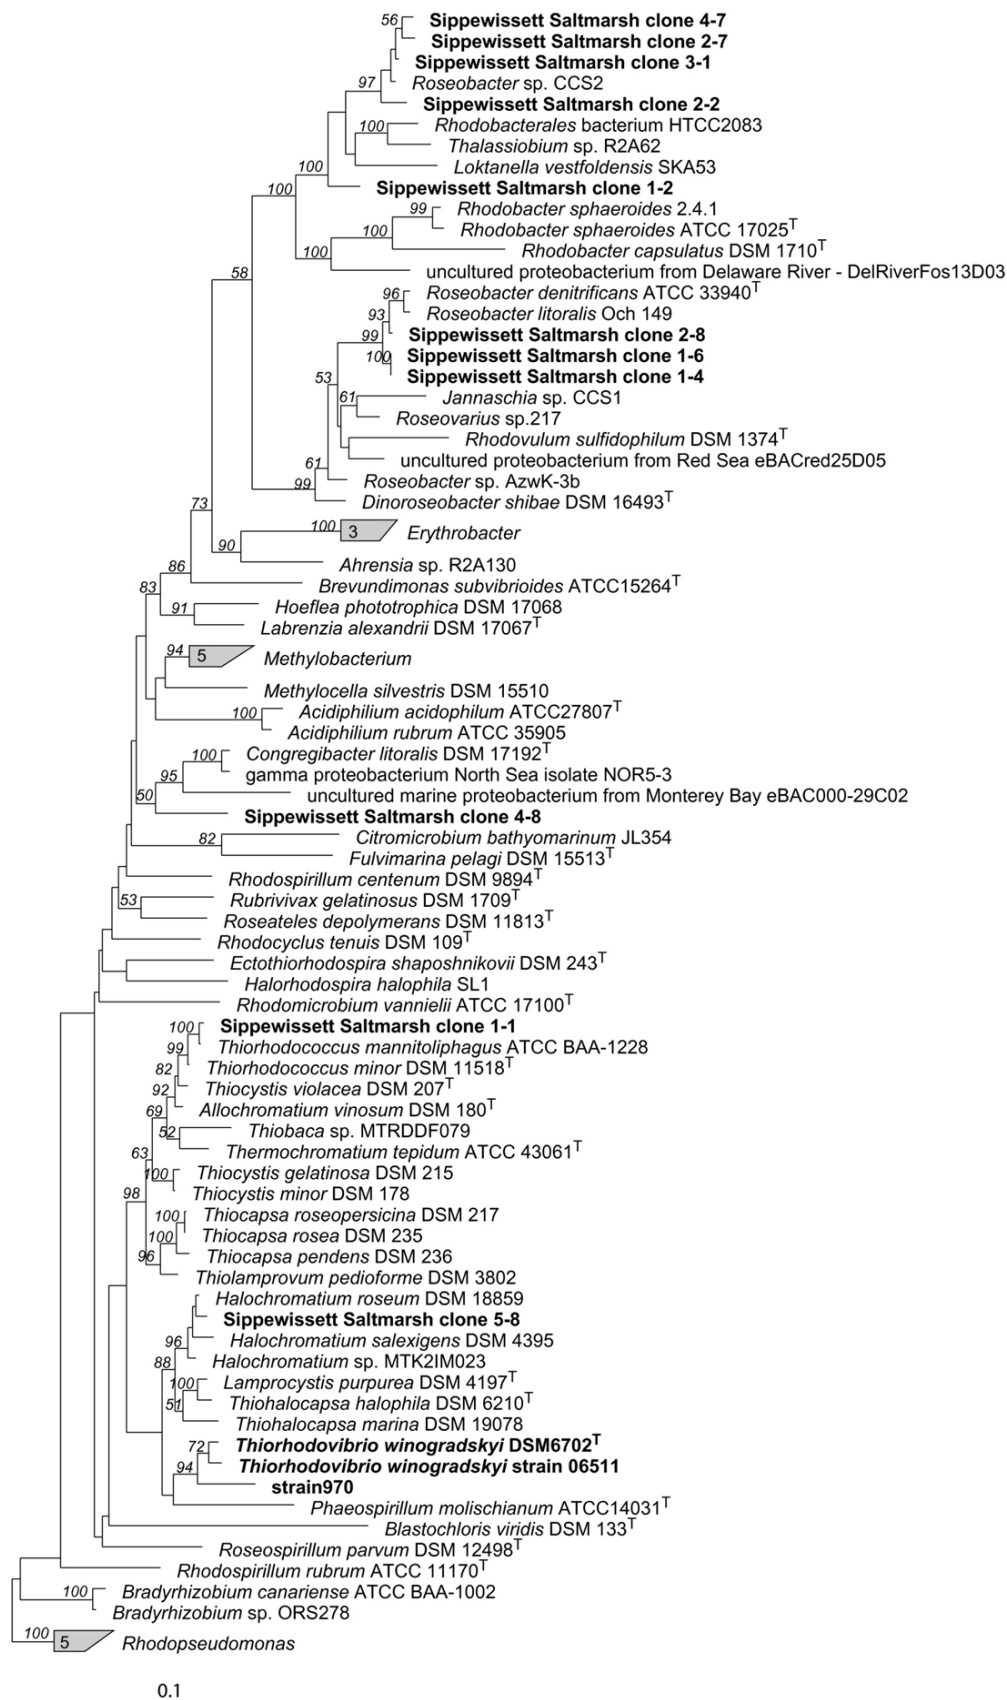 56 Sippewissett Saltmarsh clone 4-7
Sippewissett Saltmarsh clone 2-7
Sippewissett Saltmarsh clone 3-1
Roseobacter sp. CCS2
97
Sippewissett Saltmarsh clone 2-2
100 Rhodobacterales bacterium HTCC2083
Thalassiobium sp. R2A62
Loktanella vestfoldensis SKA53
100
100 Sippewissett Saltmarsh clone 1-2
99 Rhodobacter sphaeroides 2.4.1
100 Rhodobacter sphaeroides ATCC 17025T
100 Rhodobacter capsulatus DSM 1710T
58 uncultured proteobacterium from Delaware River - DelRiverFos13D03
96 Roseobacter denitrificans ATCC 33940T
93 Roseobacter litoralis Och 149
99 Sippewissett Saltmarsh clone 2-8
100 Sippewissett Saltmarsh clone 1-6
53 Sippewissett Saltmarsh clone 1-4
61 Jannaschia sp. CCS1
Roseovarius sp.217
Rhodovulum sulfidophilum DSM 1374T
61 uncultured proteobacterium from Red Sea eBACred25D05
99 Roseobacter sp. AzwK-3b
73 Dinoroseobacter shibae DSM 16493T
100 3 Erythrobacter
90
86 Ahrensia sp. R2A130
83 Brevundimonas subvibrioides ATCC15264T
91 Hoeflea phototrophica DSM 17068
Labrenzia alexandrii DSM 17067T
94 5 Methylobacterium
Methylocella silvestris DSM 15510
100 Acidiphilium acidophilum ATCC27807T
Acidiphilium rubrum ATCC 35905
100 Congregibacter litoralis DSM 17192T
95 gamma proteobacterium North Sea isolate NOR5-3
50 uncultured marine proteobacterium from Monterey Bay eBAC000-29C02
Sippewissett Saltmarsh clone 4-8
82 Citromicrobium bathyomarinum JL354
Fulvimarina pelagi DSM 15513T
Rhodospirillum centenum DSM 9894T
53 Rubrivivax gelatinosus DSM 1709T
Roseateles depolymerans DSM 11813T
Rhodocyclus tenuis DSM 109T
Ectothiorhodospira shaposhnikovii DSM 243T
Halorhodospira halophila SL1
Rhodomicrobium vannielii ATCC 17100T
100 Sippewissett Saltmarsh clone 1-1
99 Thiorhodococcus mannitoliphagus ATCC BAA-1228
82 Thiorhodococcus minor DSM 11518T
92 Thiocystis violacea DSM 207T
69 Allochromatium vinosum DSM 180T
52 Thiobaca sp. MTRDDF079
63 Thermochromatium tepidum ATCC 43061T
100 Thiocystis gelatinosa DSM 215
98 Thiocystis minor DSM 178
100 Thiocapsa roseopersicina DSM 217
100 Thiocapsa rosea DSM 235
96 Thiocapsa pendens DSM 236
Thiolamprovum pedioforme DSM 3802
Halochromatium roseum DSM 18859
Sippewissett Saltmarsh clone 5-8
96 Halochromatium salexigens DSM 4395
88 Halochromatium sp. MTK2IM023
100 Lamprocystis purpurea DSM 4197T
51 Thiohalocapsa halophila DSM 6210T
Thiohalocapsa marina DSM 19078
72 Thiorhodovibrio winogradskyi DSM6702T
94 Thiorhodovibrio winogradskyi strain 06511
strain970
Phaeospirillum molischianum ATCC14031T
Blastochloris viridis DSM 133T
Roseospirillum parvum DSM 12498T
Rhodospirillum rubrum ATCC 11170T
100 Bradyrhizobium canariense ATCC BAA-1002
Bradyrhizobium sp. ORS278
100 5 Rhodopseudomonas
0.1